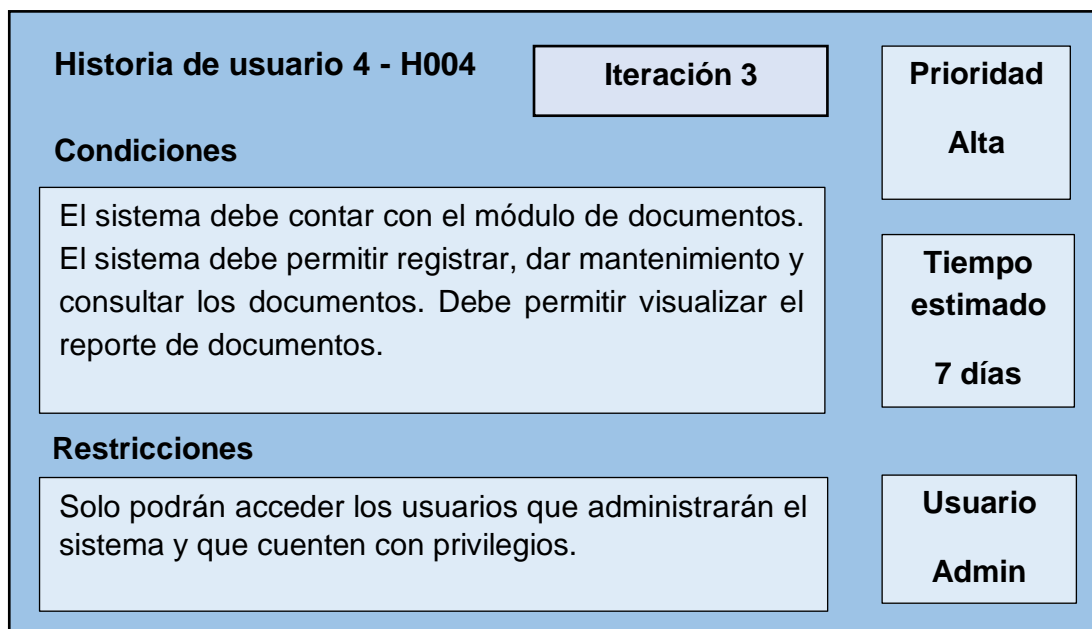 Historia de usuario 4 - H004
Iteración 3
Prioridad
Alta
Condiciones
El sistema debe contar con el módulo de documentos.
El sistema debe permitir registrar, dar mantenimiento y
consultar los documentos. Debe permitir visualizar el
reporte de documentos.
Tiempo
estimado
7 días
Restricciones
Solo podrán acceder los usuarios que administrarán el
sistema y que cuenten con privilegios.
Usuario
Admin